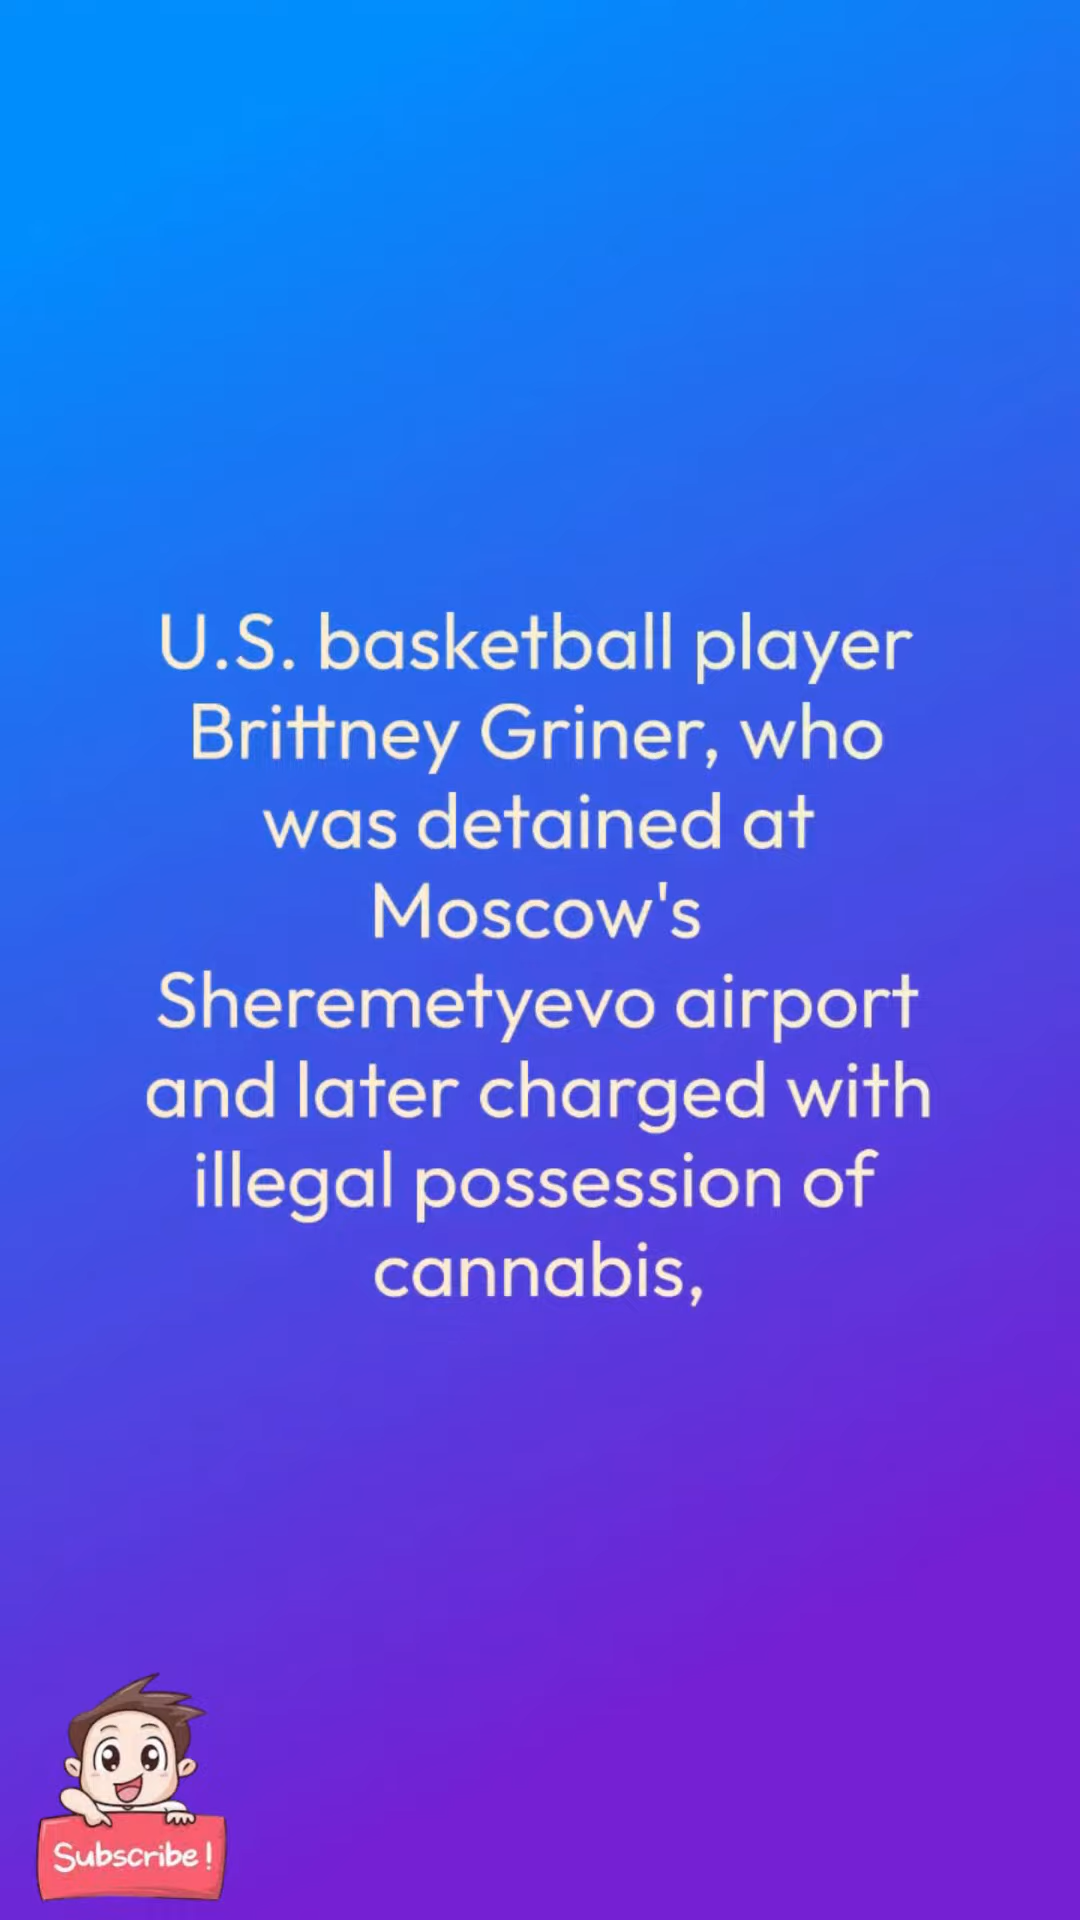 U.S. basketball player
Brittney Griner, who
was detained at
Moscow's
Sheremetyevo airport
and later charged with
illegal possession of
cannabis,
Subscribe!